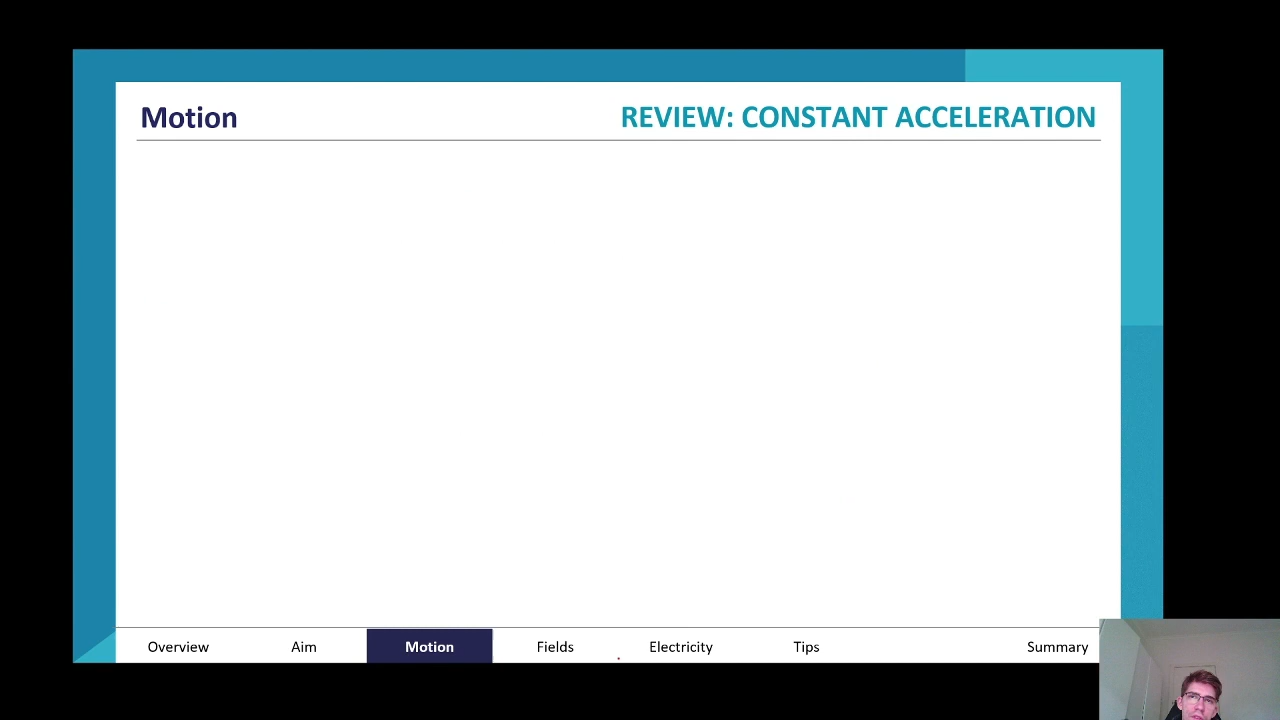 Motion
REVIEW: CONSTANT ACCELERATION
Overview Aim Motion Fields Electricity Tips Summary